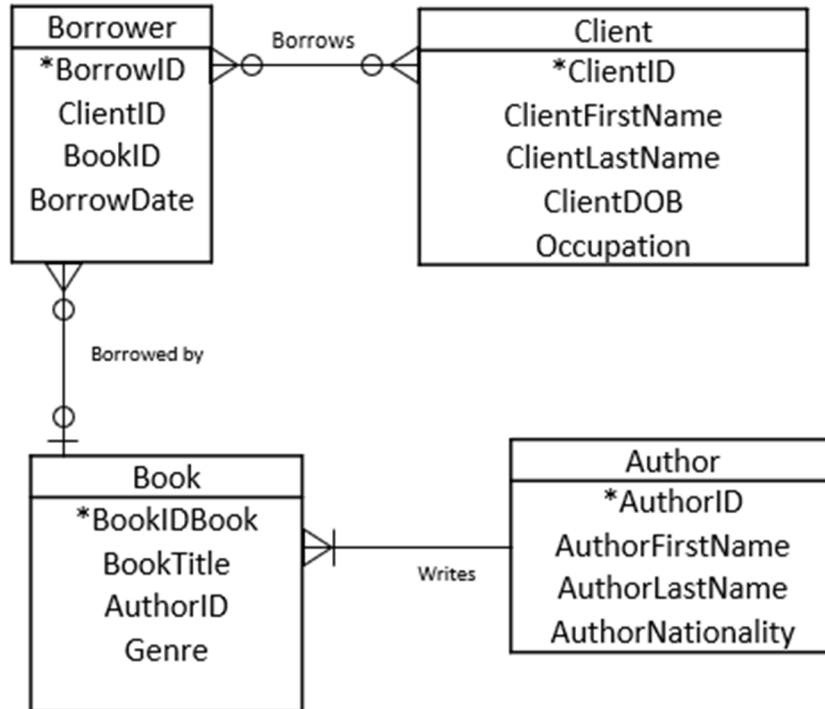 Borrower
*BorrowID
ClientID
BookID
BorrowDate
Borrows
Client
*ClientID
ClientFirstName
ClientLastName
ClientDOB
Occupation
Borrowed by
Book
*BookIDBook
BookTitle
AuthorID
Genre
Writes
Author
*AuthorID
AuthorFirstName
AuthorLastName
AuthorNationality